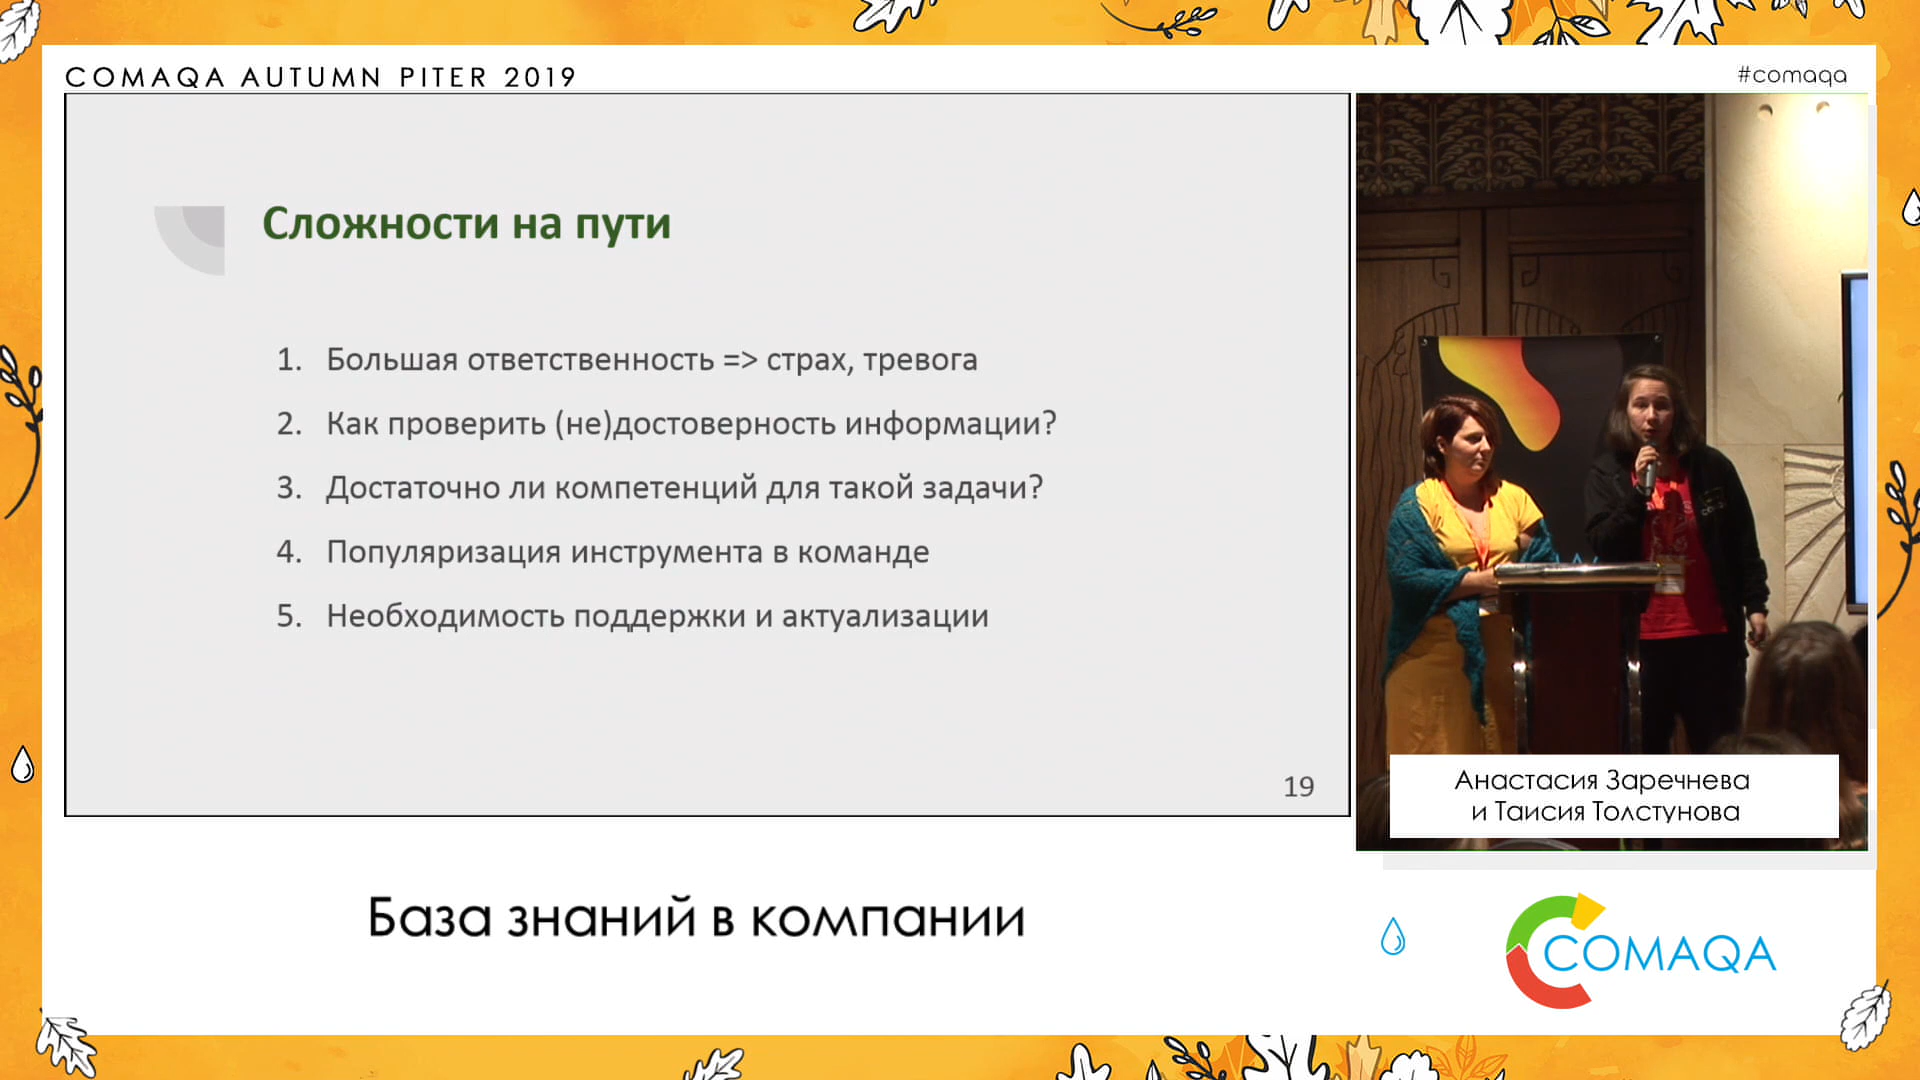 COMAQA AUTUMN PITER 2019
#comaqa
Сложности на пути
1. Большая ответственность => страх, тревога
2. Как проверить (не)достоверность информации?
3. Достаточно ли компетенций для такой задачи?
4. Популяризация инструмента в команде
5. Необходимость поддержки и актуализации
19
Анастасия Заречнева
и Таисия Толстунова
База знаний в компании
COMAQA